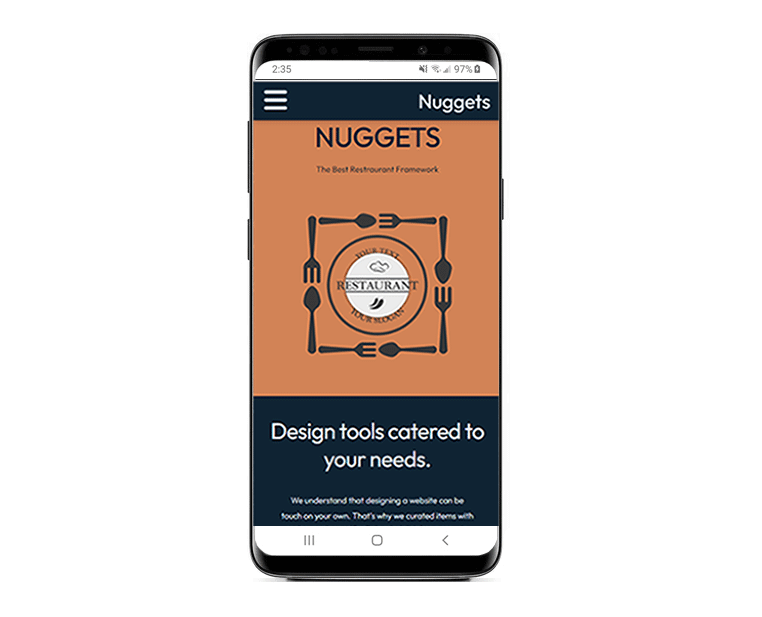 2:35 97%
Nuggets
NUGGETS
The Best Restraurant Framework
YOUR TEXT
RESTAURANT
YOUR SLOGAN
Design tools catered to
your needs.
We understand that designing a website can be
touch on your own. That's why we curated items with